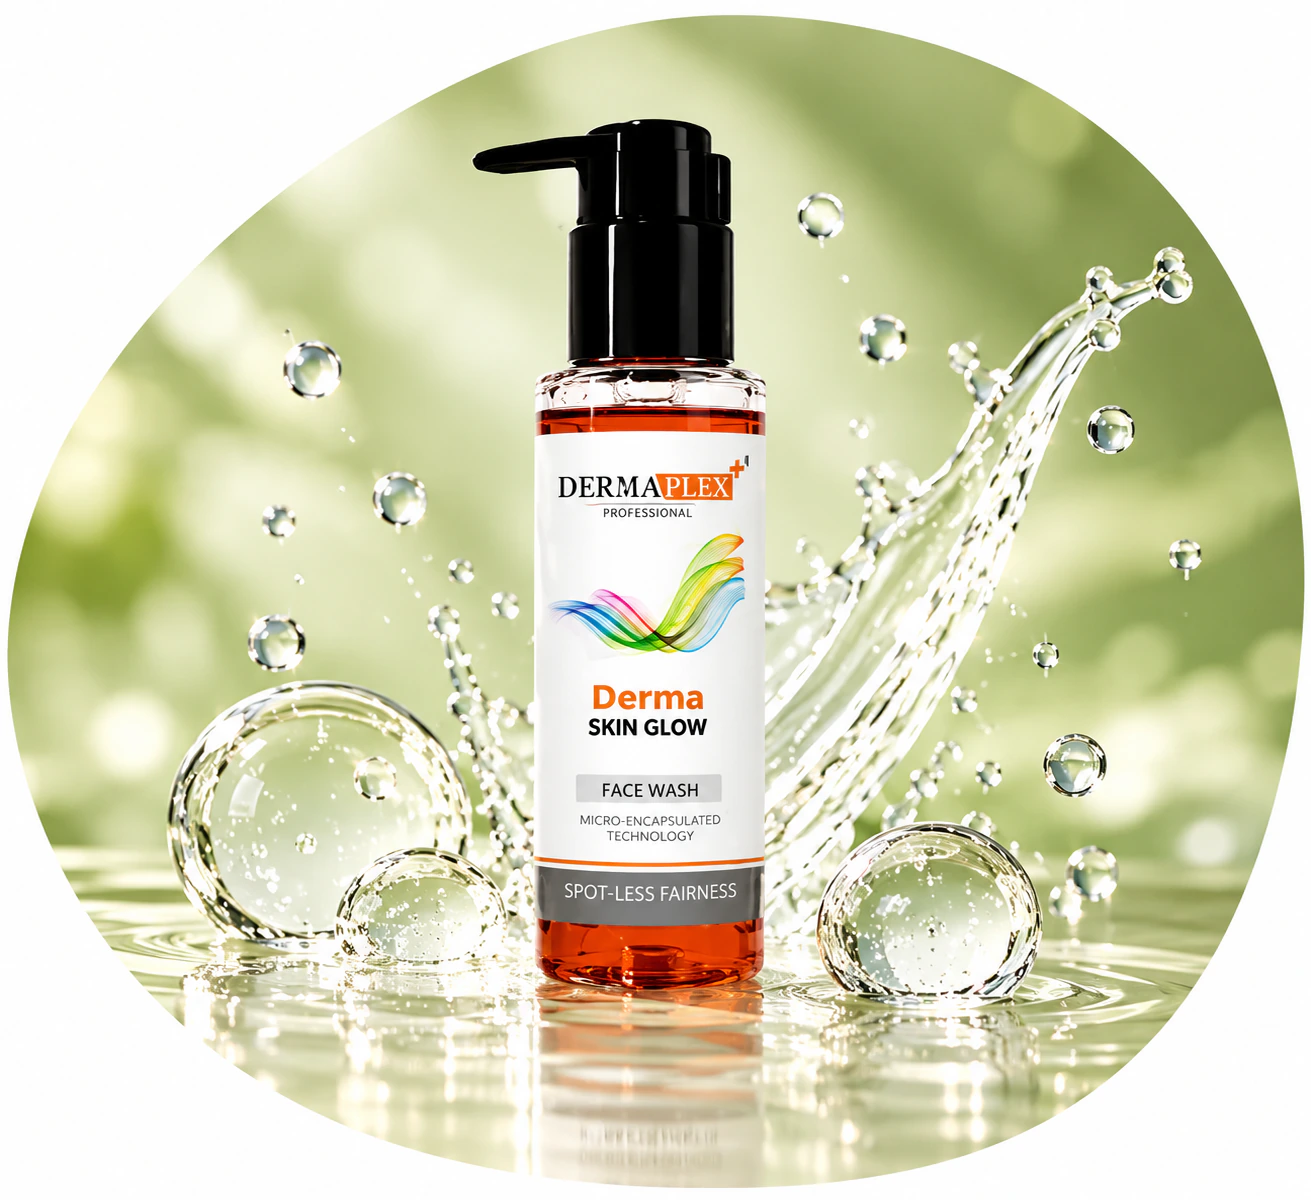 DERMAPLEX+
PROFESSIONAL
Derma
SKIN GLOW
FACE WASH
MICRO-ENCAPSULATED
TECHNOLOGY
SPOT-LESS FAIRNESS